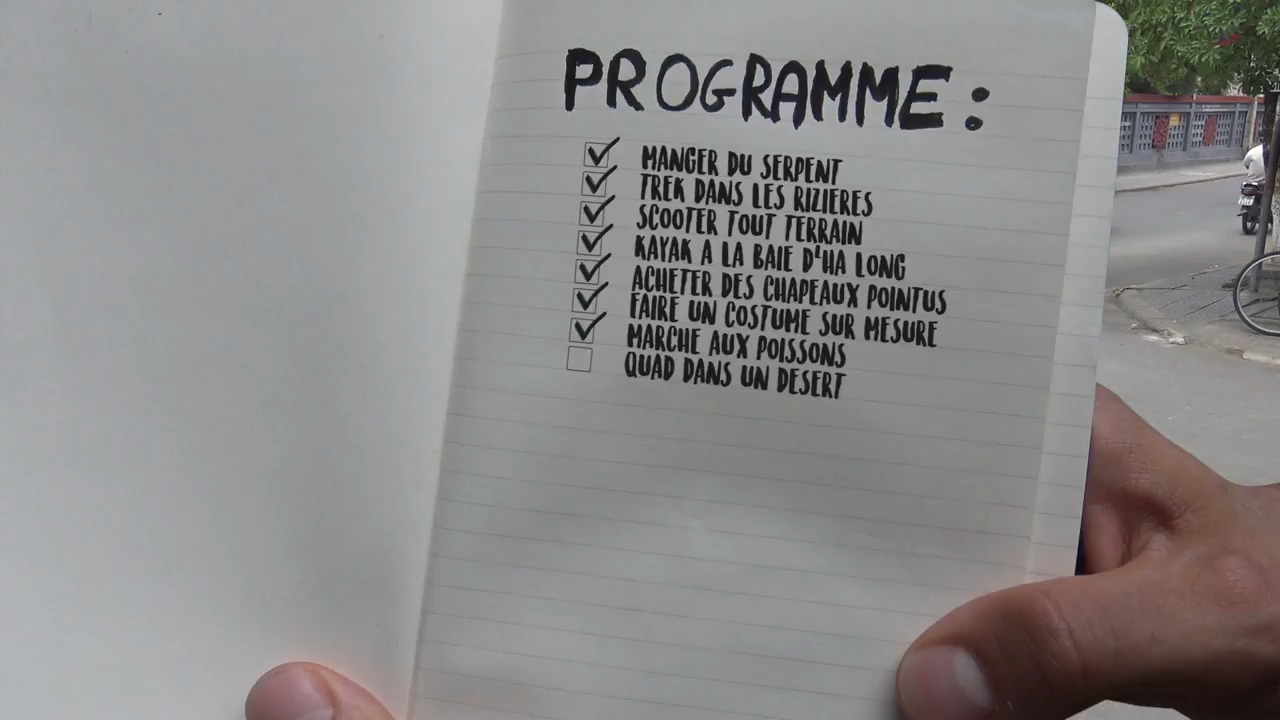 PROGRAMME :
MANGER DU SERPENT
TREK DANS LES RIZIERES
SCOOTER TOUT TERRAIN
KAYAK A LA BAIE D'HA LONG
ACHETER DES CHAPEAUX POINTUS
FAIRE UN COSTUME SUR MESURE
MARCHE AUX POISSONS
QUAD DANS UN DESERT